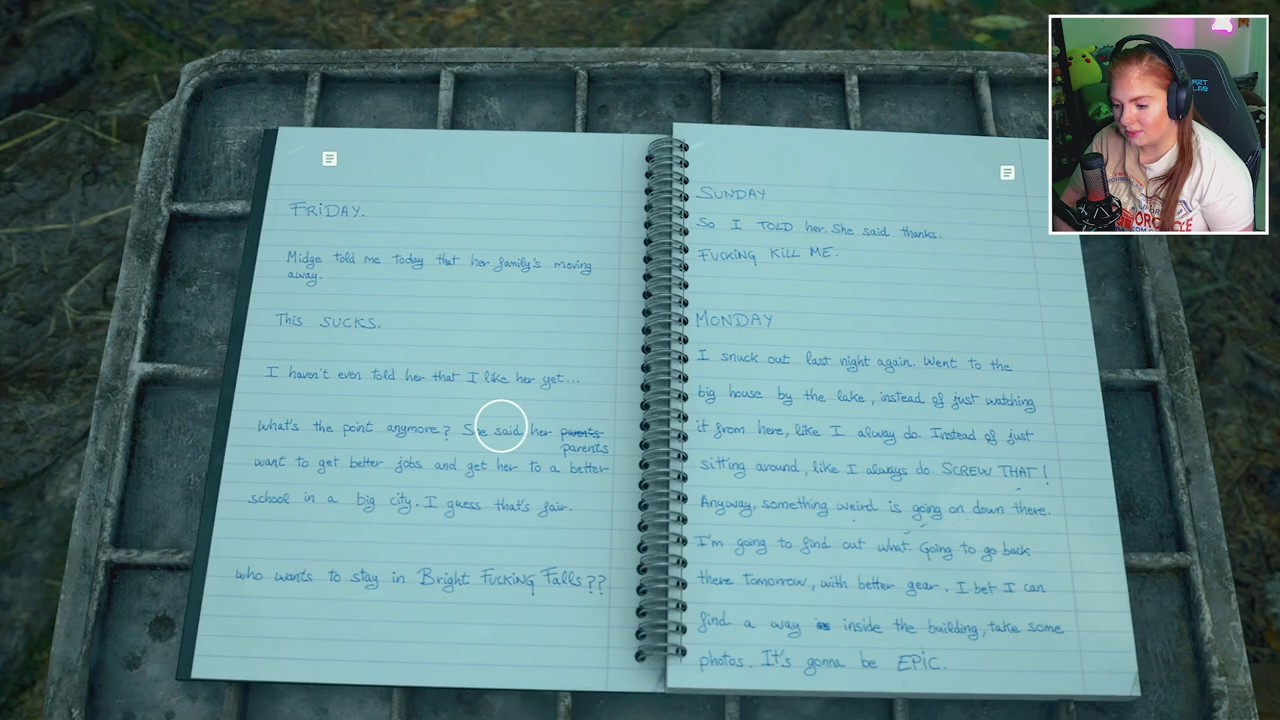 FRIDAY.
Midge told me today that her family's moving
away.
This SUCKS.
I haven't even told her that I like her yet...
what's the point anymore? She said her parents
parents
want to get better jobs and get her to a better
school in a big city. I guess that's fair.
who wants to stay in Bright FUCKING Falls??
SUNDAY
So I TOLD her. She said thanks.
FUCKING KILL ME.
MONDAY
I snuck out last night again. Went to the
big house by the lake, instead of just watching
it from here, like I alway do. Instead of just
sitting around, like I always do. SCREW THAT!
Anyway, something weird is going on down there.
I'm going to find out what. Going to go back
there tomorrow, with better gear. I bet I can
find a way inside the building, take some
photos. It's gonna be EPIC.